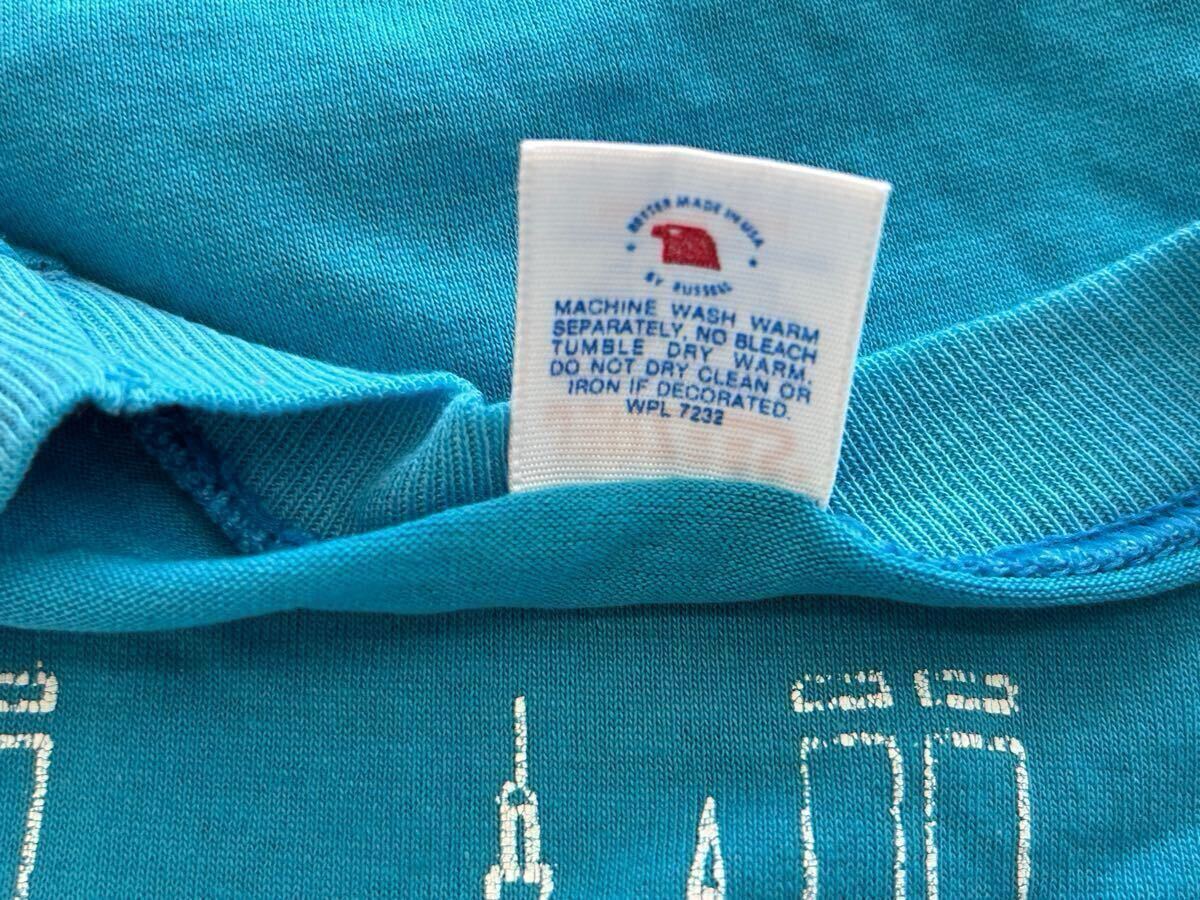 BETTER MADE IN USA
BY RUSSELL
MACHINE WASH WARM
SEPARATELY, NO BLEACH
TUMBLE DRY WARM.
DO NOT DRY CLEAN OR
IRON IF DECORATED.
WPL 7232